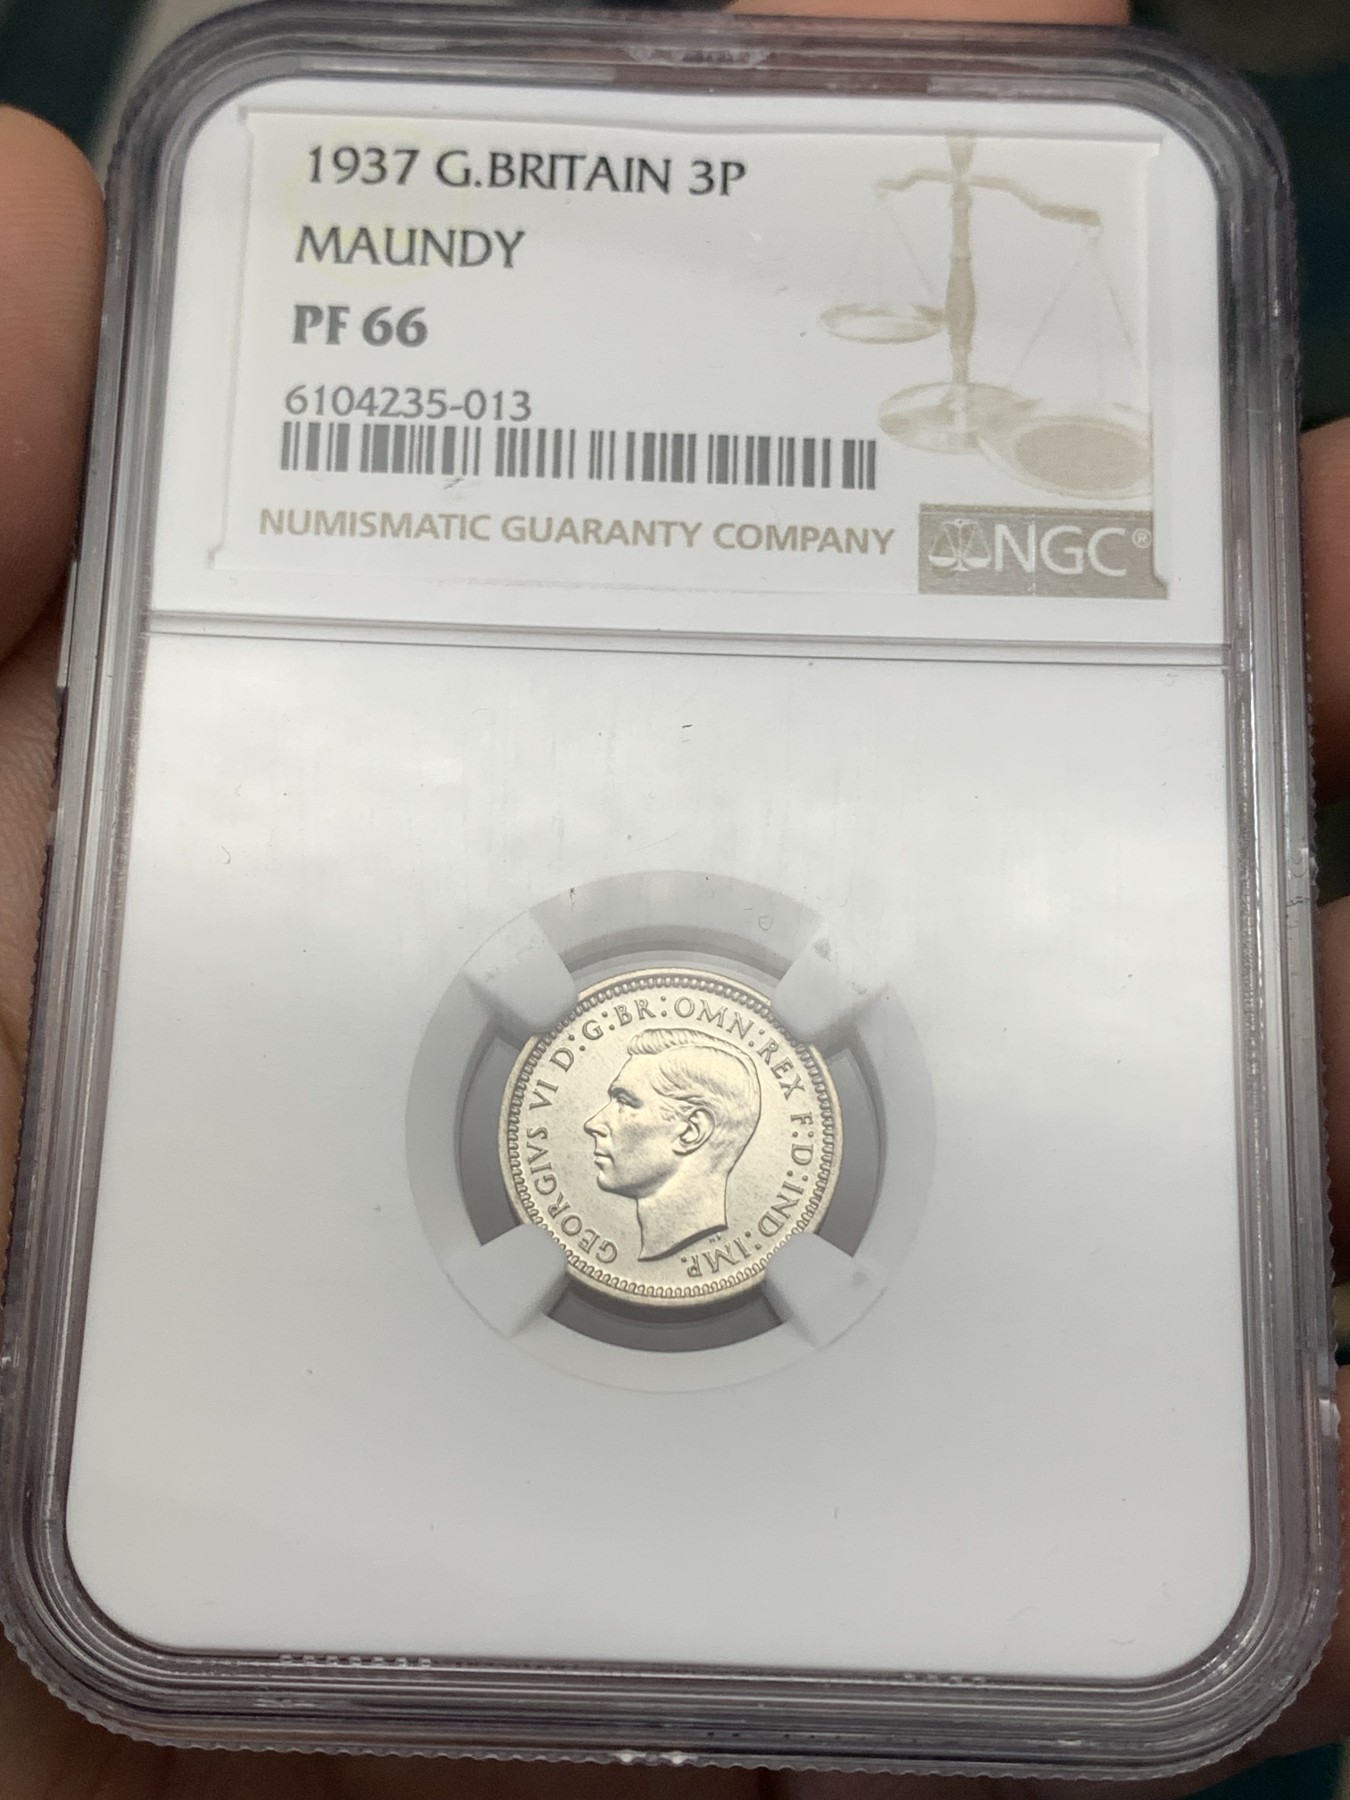 1937 G.BRITAIN 3P
MAUNDY
PF 66
6104235-013
NUMISMATIC GUARANTY COMPANY
NGC®
GEORGIVS VI D:G:BR:OMN:REX F:D:IND:IMP.